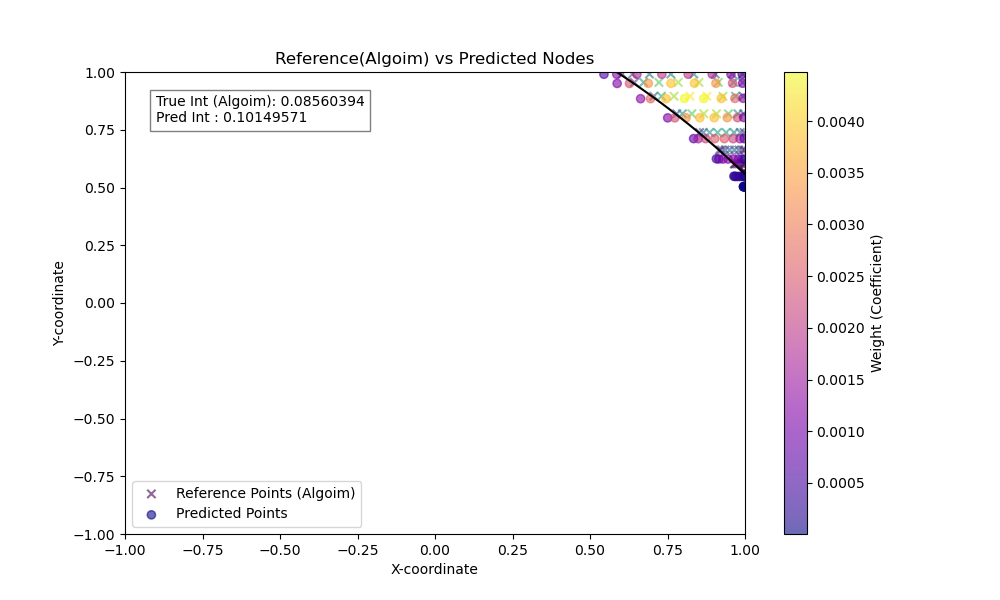 Reference(Algoim) vs Predicted Nodes
True Int (Algoim): 0.08560394
Pred Int : 0.10149571
Y-coordinate
1.00
0.75
0.50
0.25
0.00
−0.25
−0.50
−0.75
−1.00
Reference Points (Algoim)
Predicted Points
−1.00 −0.75 −0.50 −0.25 0.00 0.25 0.50 0.75 1.00
X-coordinate
0.0040
0.0035
0.0030
0.0025
0.0020
0.0015
0.0010
0.0005
Weight (Coefficient)